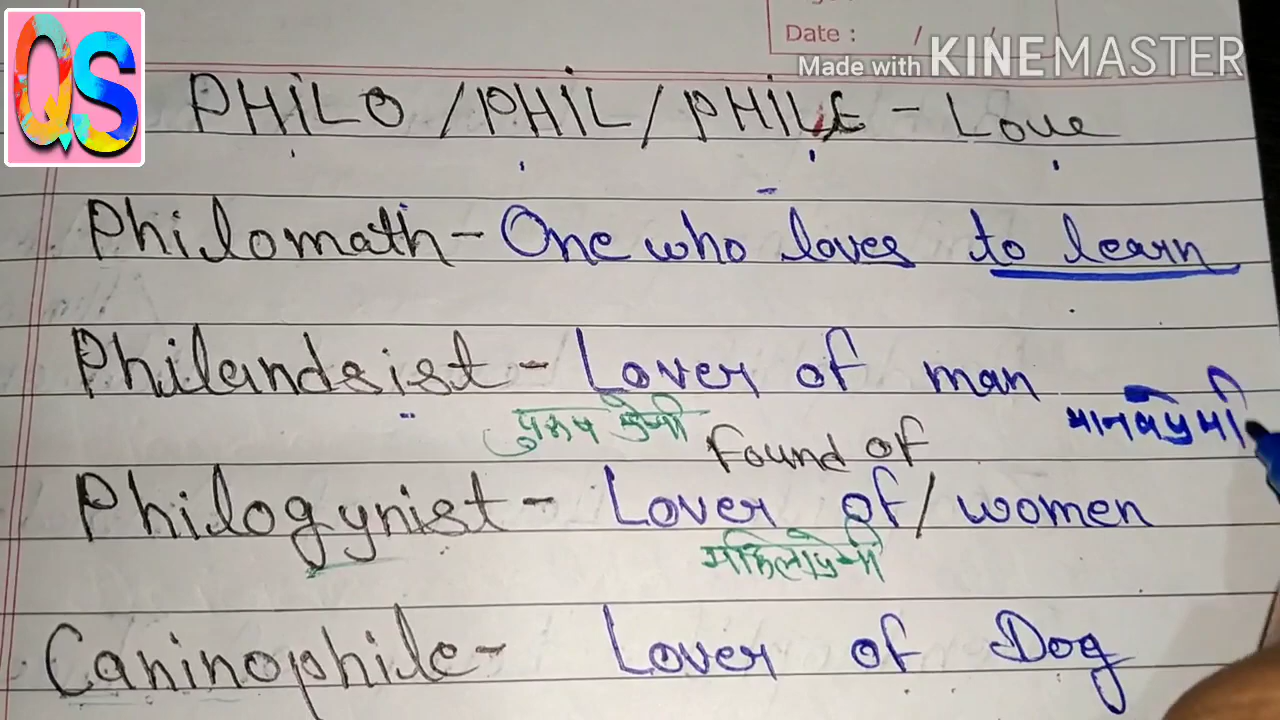 QS
Date : / /
Made with KINEMASTER
PHILO /PHIL/PHILE - Love
Philomath - One who loves to learn
Philandsist - Lover of man
पुरुष प्रेमी
मानवप्रेमी
Found of
Philogynist - Lover of / women
महिलाप्रेमी
Caninophile - Lover of Dog